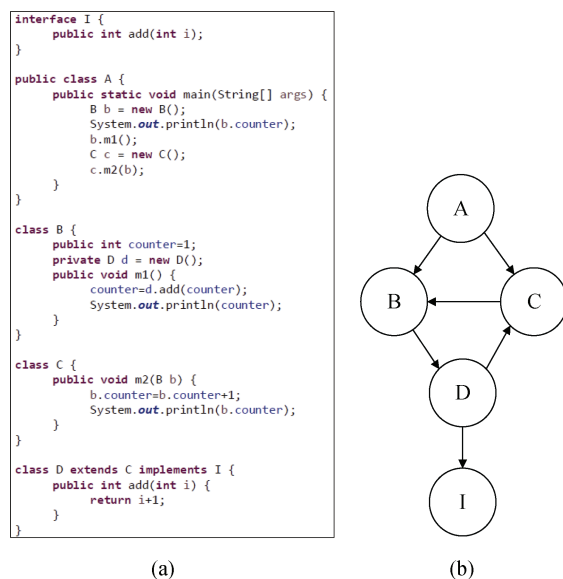 interface I {
public int add(int i);
}
public class A {
public static void main(String[] args) {
B b = new B();
System.out.println(b.counter);
b.m1();
C c = new C();
c.m2(b);
}
}
class B {
public int counter=1;
private D d = new D();
public void m1() {
counter=d.add(counter);
System.out.println(counter);
}
}
class C {
public void m2(B b) {
b.counter=b.counter+1;
System.out.println(b.counter);
}
}
class D extends C implements I {
public int add(int i) {
return i+1;
}
}
(a)
A
B
C
D
I
(b)